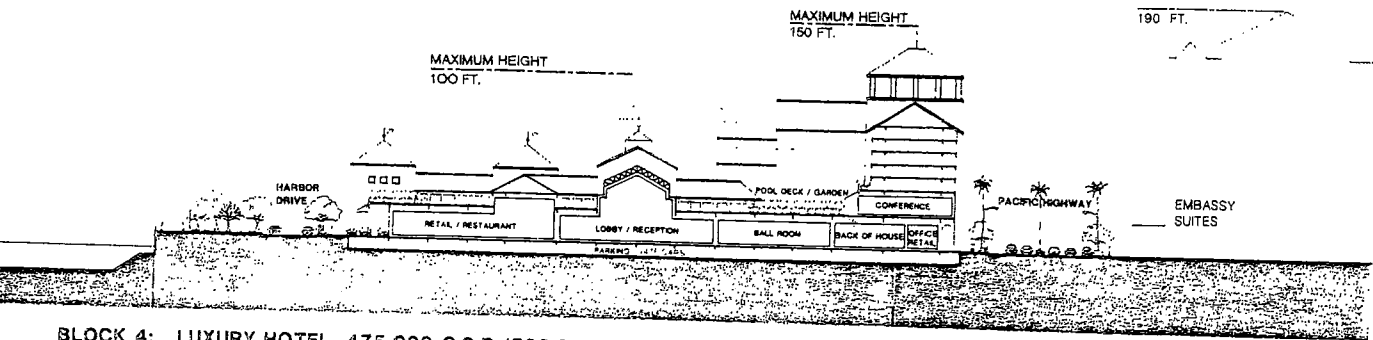 MAXIMUM HEIGHT
150 FT.
190 FT.
MAXIMUM HEIGHT
100 FT.
HARBOR
DRIVE
POOL DECK / GARDEN
CONFERENCE
PACIFIC HIGHWAY
EMBASSY
SUITES
RETAIL / RESTAURANT
LOBBY / RECEPTION
BALL ROOM
BACK OF HOUSE
OFFICE
RETAIL
PARKING
BLOCK 4: LUXURY HOTEL